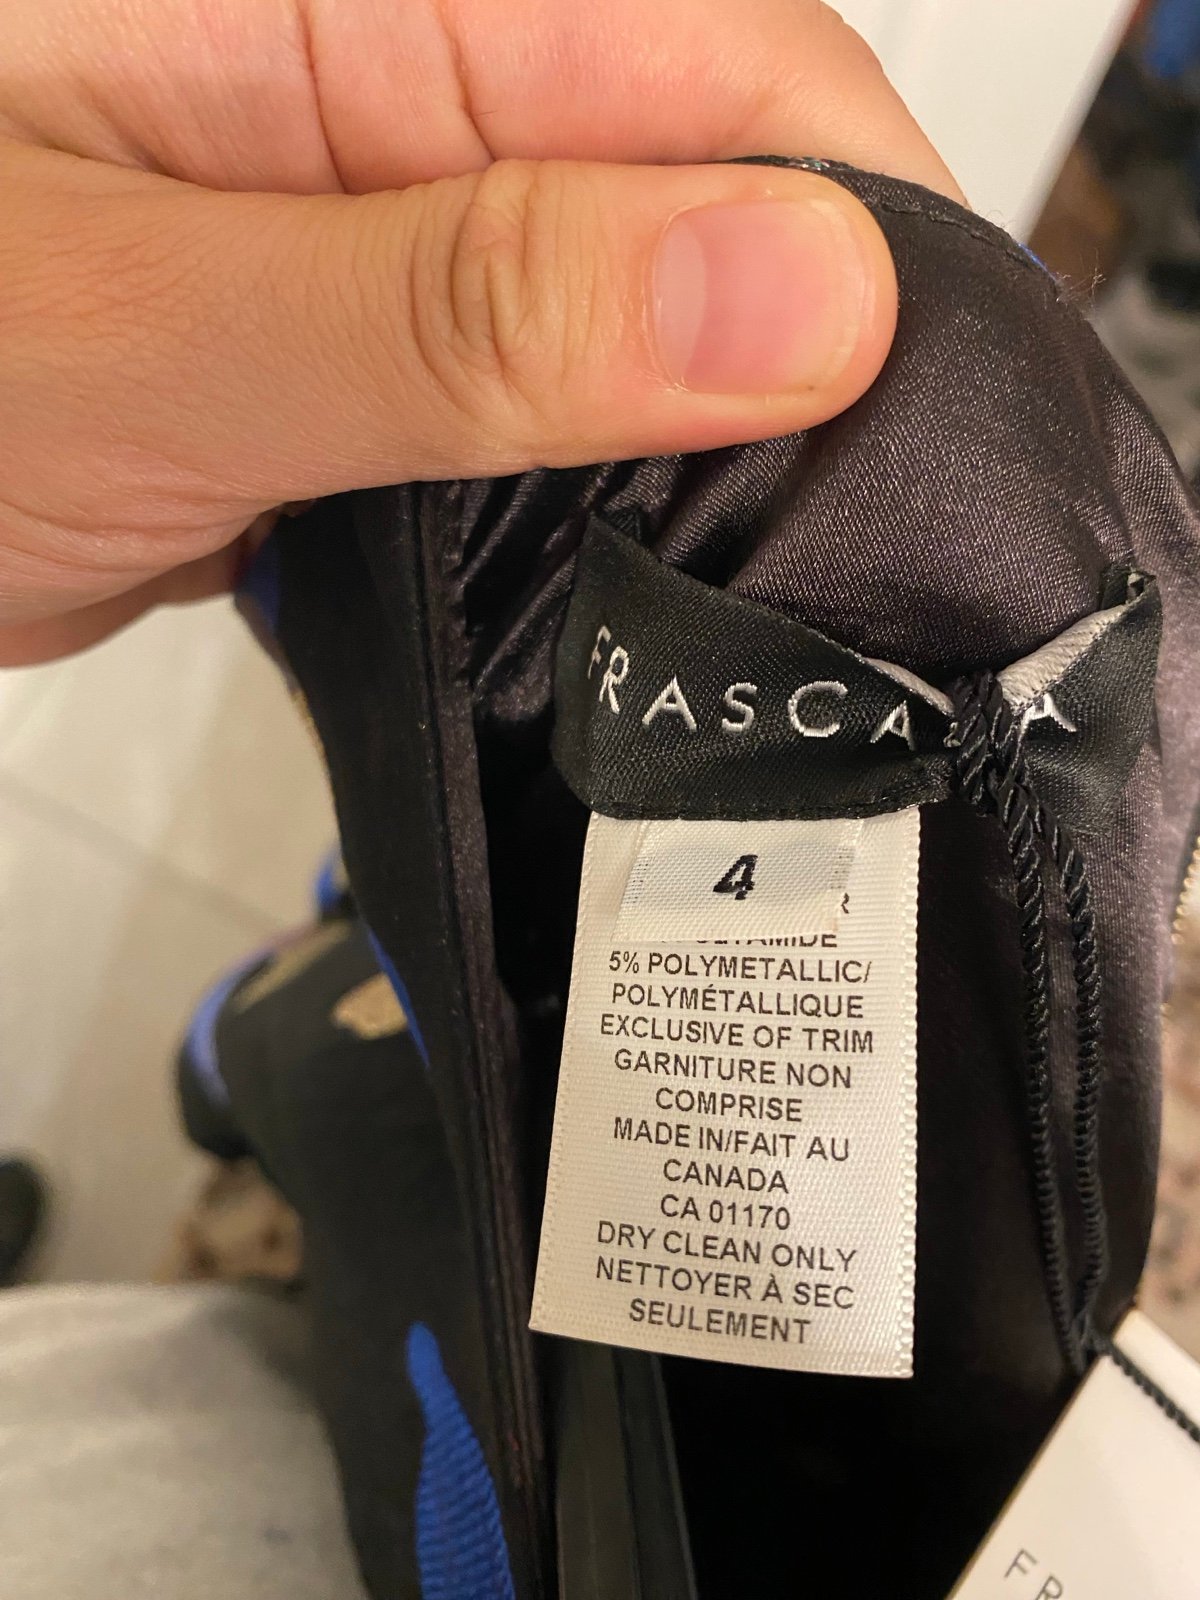 4
5% POLYMETALLIC/
POLYMÉTALLIQUE
EXCLUSIVE OF TRIM
GARNITURE NON
COMPRISE
MADE IN/FAIT AU
CANADA
CA 01170
DRY CLEAN ONLY
NETTOYER À SEC
SEULEMENT